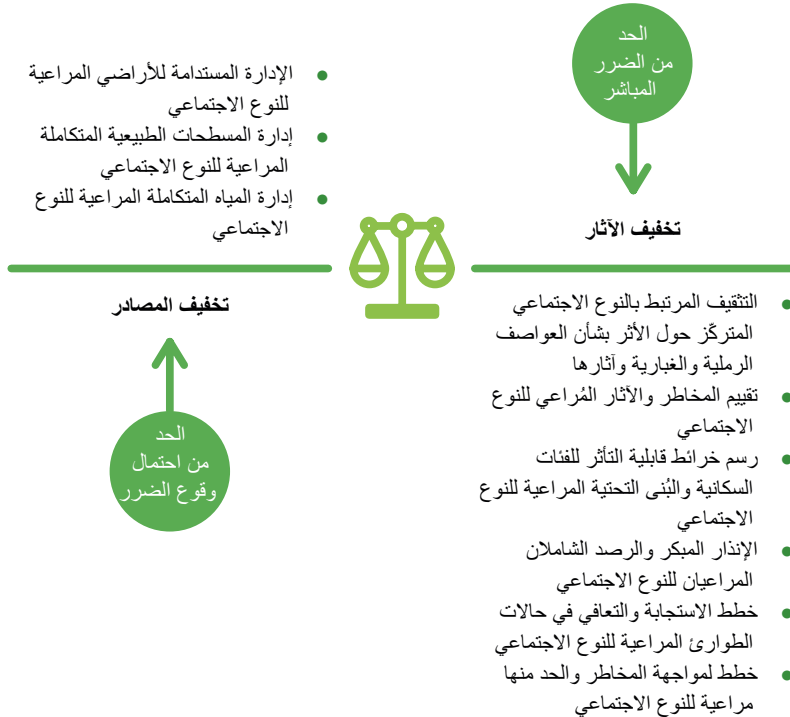 الحد
من الضرر
المباشر
تخفيف الآثار
● التثقيف المرتبط بالنوع الاجتماعي
المتركّز حول الأثر بشأن العواصف
الرملية والغبارية وآثارها
● تقييم المخاطر والآثار المُراعي للنوع
الاجتماعي
● رسم خرائط قابلية التأثر للفئات
السكانية والبُنى التحتية المراعية للنوع
الاجتماعي
● الإنذار المبكر والرصد الشاملان
المراعيان للنوع الاجتماعي
● خطط الاستجابة والتعافي في حالات
الطوارئ المراعية للنوع الاجتماعي
● خطط لمواجهة المخاطر والحد منها
مراعية للنوع الاجتماعي
● الإدارة المستدامة للأراضي المراعية
للنوع الاجتماعي
● إدارة المسطحات الطبيعية المتكاملة
المراعية للنوع الاجتماعي
● إدارة المياه المتكاملة المراعية للنوع
الاجتماعي
تخفيف المصادر
الحد
من احتمال
وقوع الضرر